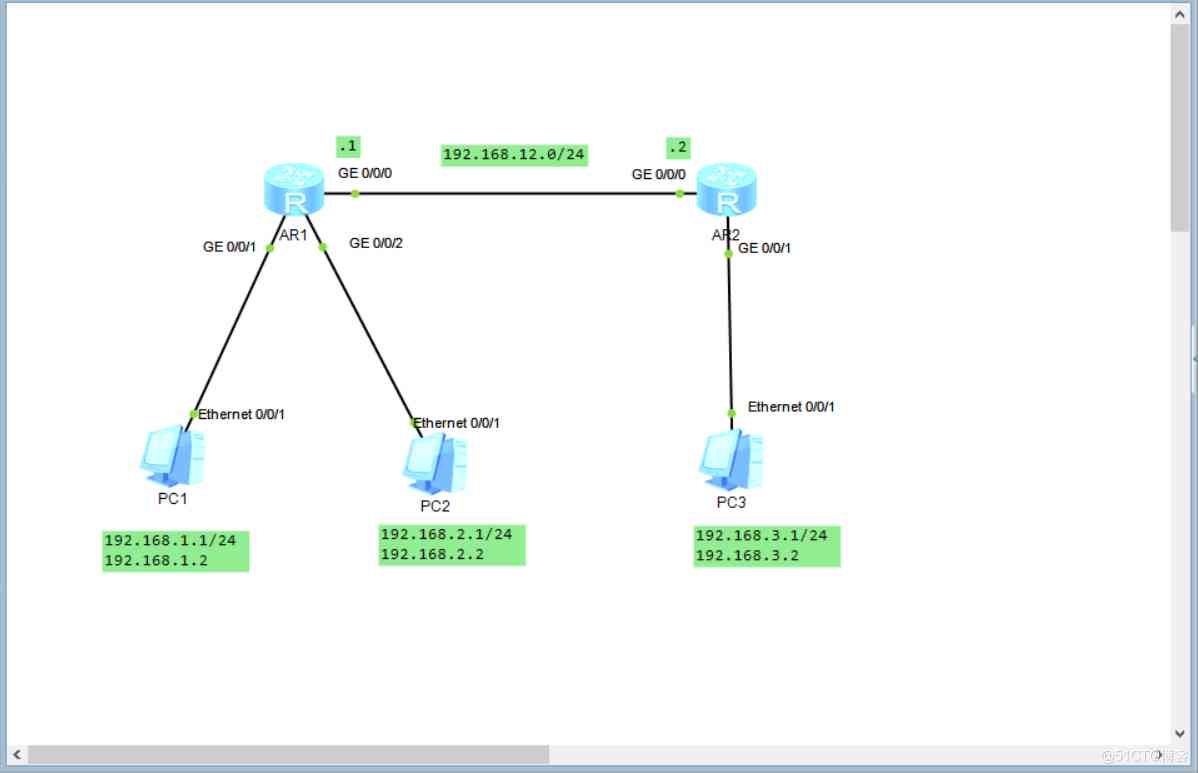 .1
192.168.12.0/24
.2
GE 0/0/0
GE 0/0/0
R
R
AR1
AR2
GE 0/0/1
GE 0/0/2
GE 0/0/1
Ethernet 0/0/1
Ethernet 0/0/1
Ethernet 0/0/1
PC1
PC2
PC3
192.168.1.1/24
192.168.1.2
192.168.2.1/24
192.168.2.2
192.168.3.1/24
192.168.3.2
@51CTO博客